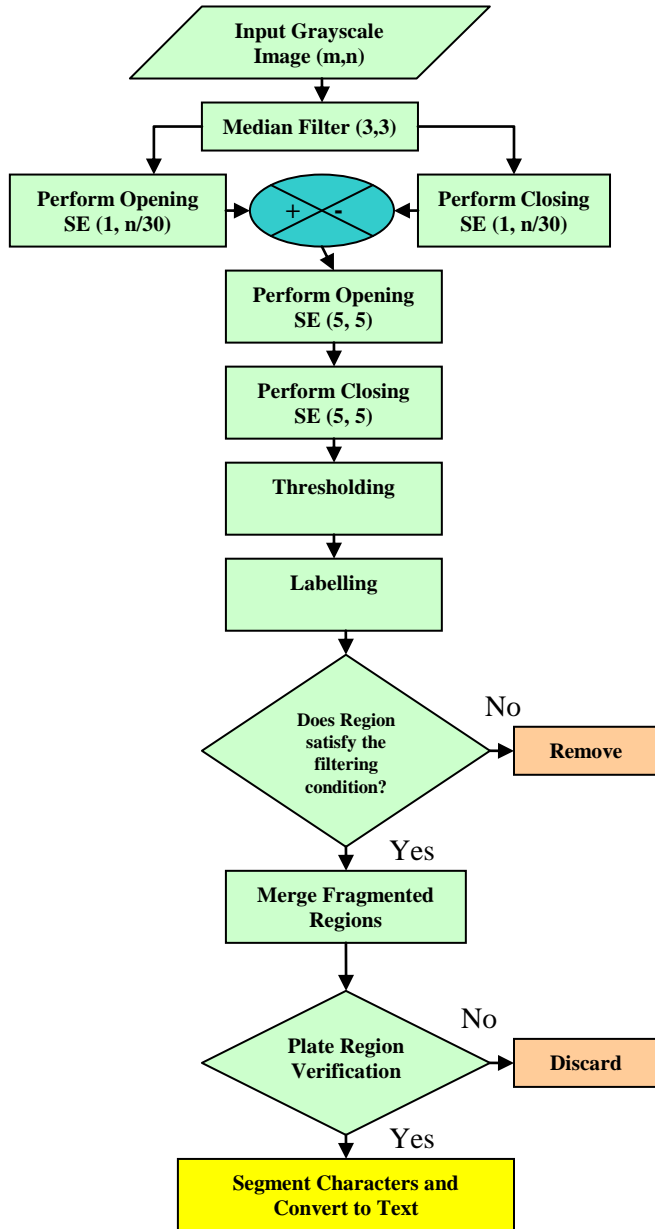 Input Grayscale
Image (m,n)
Median Filter (3,3)
Perform Opening
SE (1, n/30)
+ -
Perform Closing
SE (1, n/30)
Perform Opening
SE (5, 5)
Perform Closing
SE (5, 5)
Thresholding
Labelling
Does Region
satisfy the
filtering
condition?
No
Remove
Yes
Merge Fragmented
Regions
Plate Region
Verification
No
Discard
Yes
Segment Characters and
Convert to Text